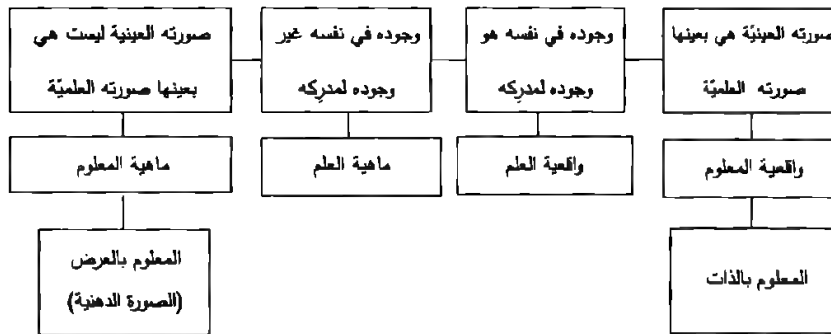 صورته العينيّة هي بعينها
صورته العلميّة
وجوده في نفسه هو
وجوده لمدركه
وجوده في نفسه غير
وجوده لمدرِكه
صورته العينية ليست هي
بعينها صورته العلميّة
واقعية المعلوم
واقعية العلم
ماهية العلم
ماهية المعلوم
المعلوم بالذات
المعلوم بالعرض
(الصورة الذهنية)